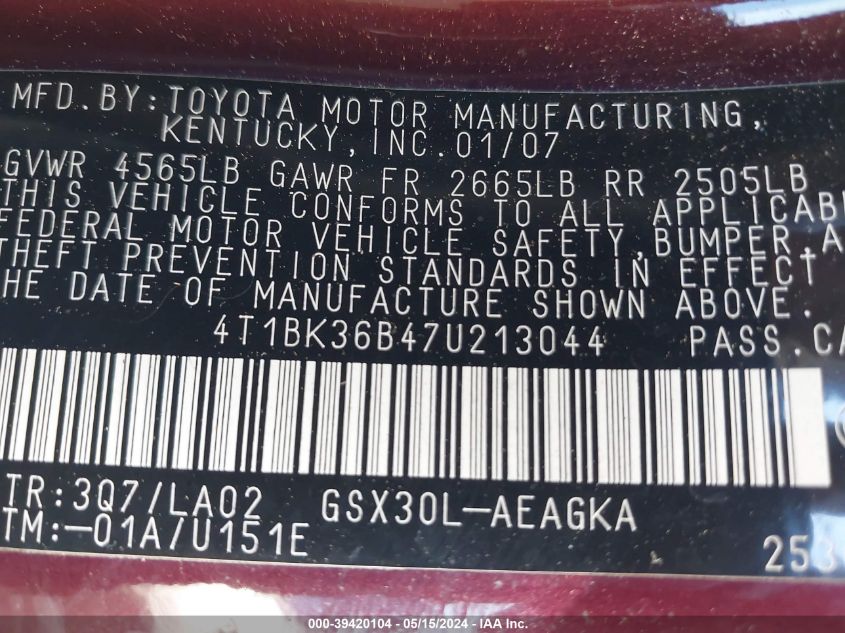 MFD.BY:TOYOTA MOTOR MANUFACTURING,
KENTUCKY,INC.01/07
GVWR 4565LB GAWR FR 2665LB RR 2505LB
THIS VEHICLE CONFORMS TO ALL APPLICABL
FEDERAL MOTOR VEHICLE SAFETY,BUMPER,A
THEFT PREVENTION STANDARDS IN EFFECT
HE DATE OF MANUFACTURE SHOWN ABOVE.
4T1BK36B47U213044 PASS.CA
TR:3Q7/LA02 GSX30L-AEAGKA
TM:-01A/U151E
253
000-39420104 - 05/15/2024 - IAA Inc.